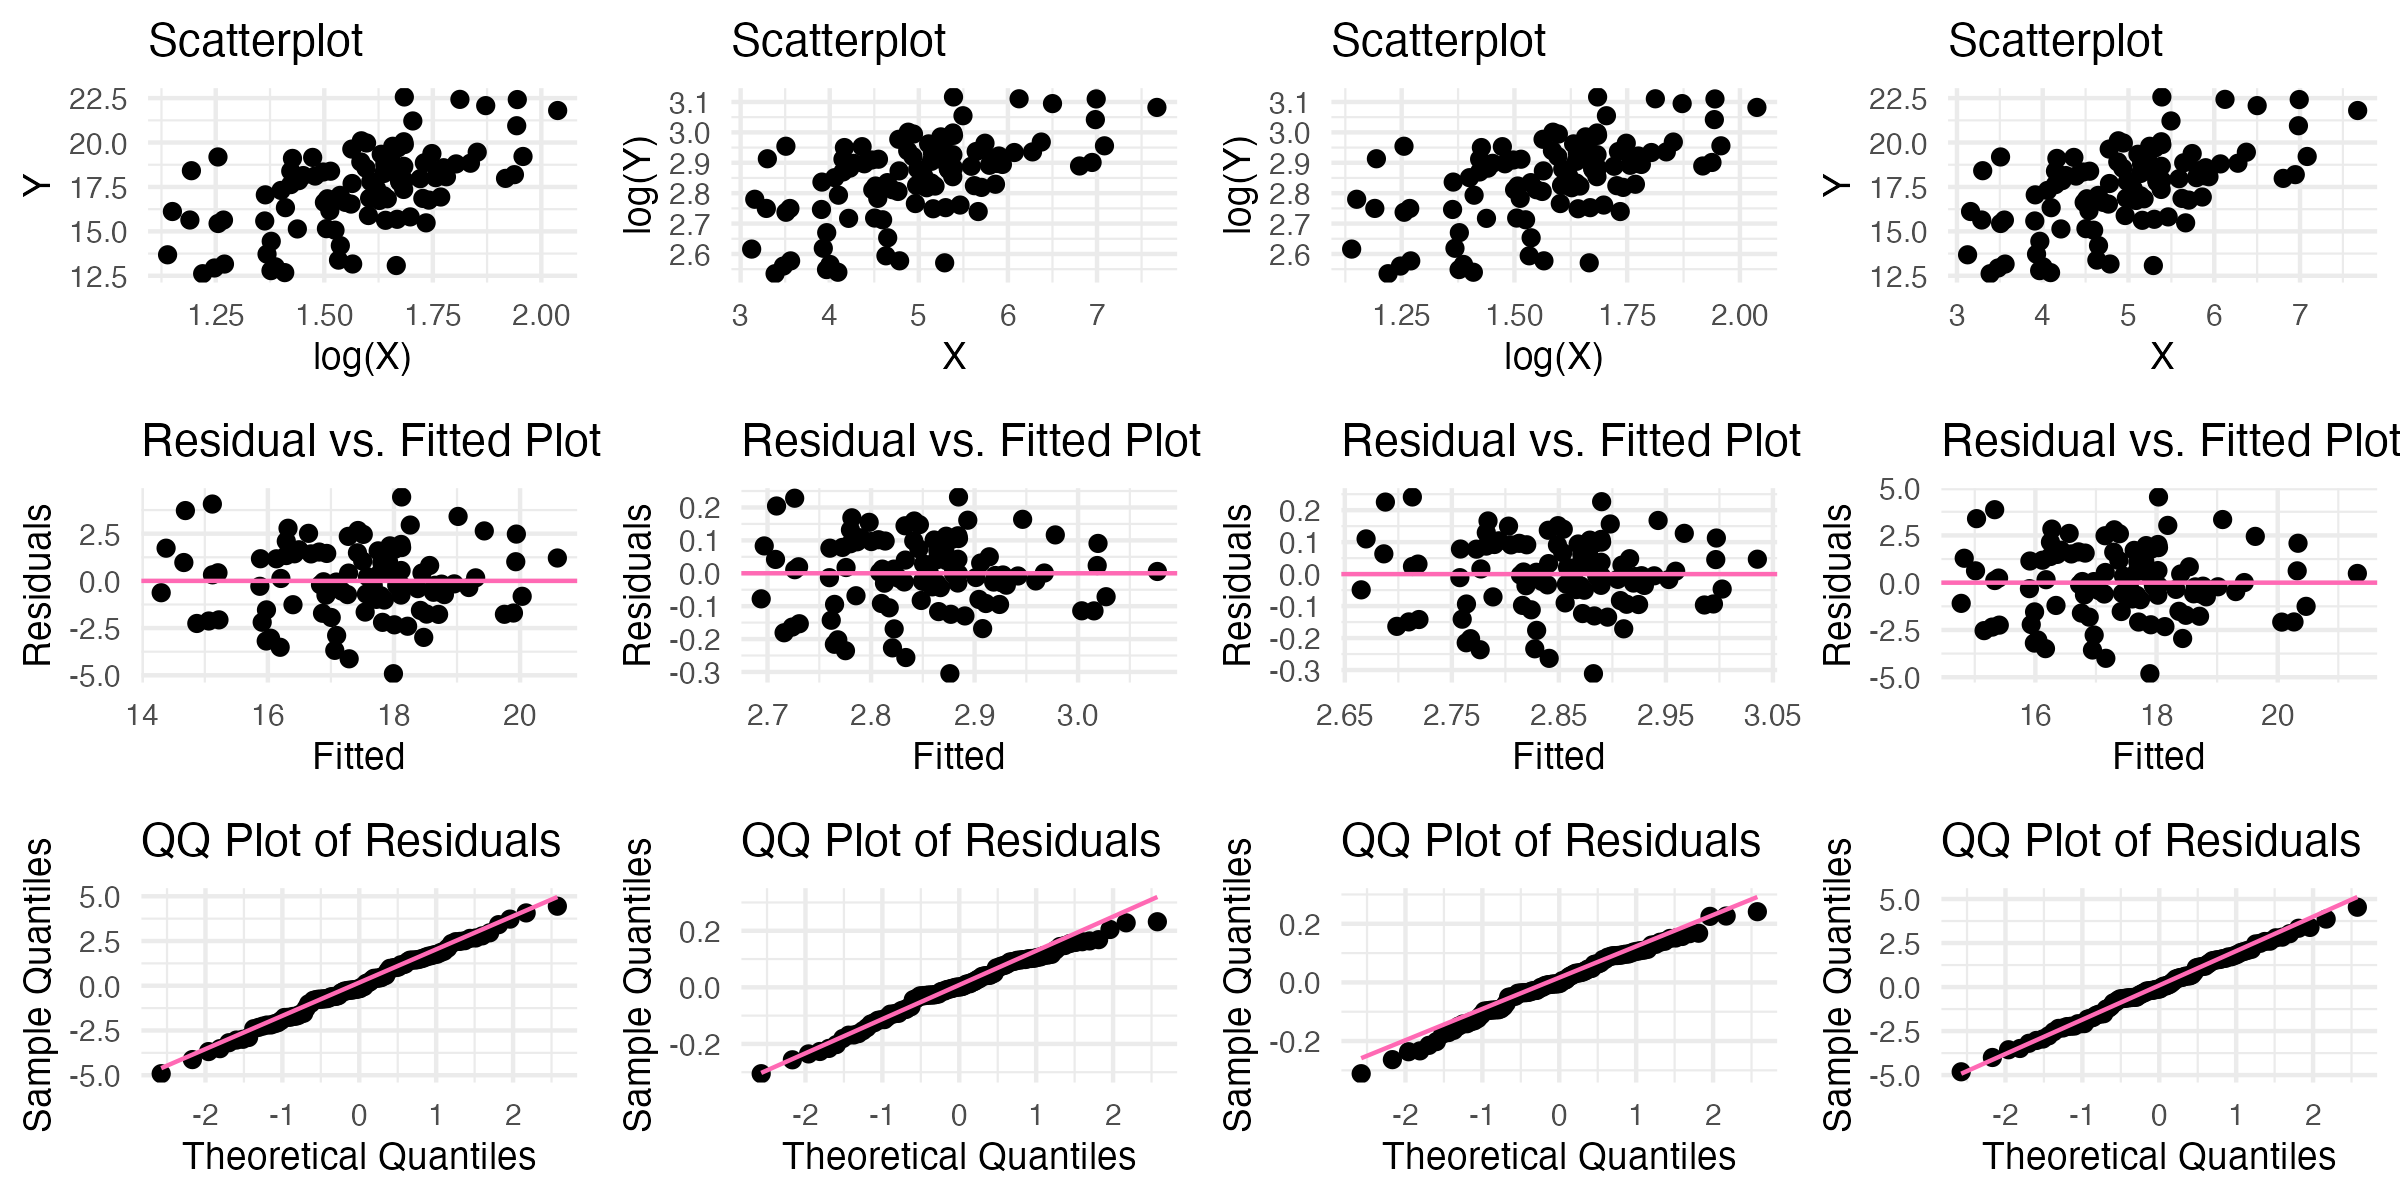 Scatterplot
Y
22.5
20.0
17.5
15.0
12.5
1.25 1.50 1.75 2.00
log(X)
Scatterplot
log(Y)
3.1
3.0
2.9
2.8
2.7
2.6
3 4 5 6 7
X
Scatterplot
log(Y)
3.1
3.0
2.9
2.8
2.7
2.6
1.25 1.50 1.75 2.00
log(X)
Scatterplot
Y
22.5
20.0
17.5
15.0
12.5
3 4 5 6 7
X
Residual vs. Fitted Plot
Residuals
2.5
0.0
-2.5
-5.0
14 16 18 20
Fitted
Residual vs. Fitted Plot
Residuals
0.2
0.1
0.0
-0.1
-0.2
-0.3
2.7 2.8 2.9 3.0
Fitted
Residual vs. Fitted Plot
Residuals
0.2
0.1
0.0
-0.1
-0.2
-0.3
2.65 2.75 2.85 2.95 3.05
Fitted
Residual vs. Fitted Plot
Residuals
5.0
2.5
0.0
-2.5
-5.0
16 18 20
Fitted
QQ Plot of Residuals
Sample Quantiles
5.0
2.5
0.0
-2.5
-5.0
-2 -1 0 1 2
Theoretical Quantiles
QQ Plot of Residuals
Sample Quantiles
0.2
0.0
-0.2
-2 -1 0 1 2
Theoretical Quantiles
QQ Plot of Residuals
Sample Quantiles
0.2
0.0
-0.2
-2 -1 0 1 2
Theoretical Quantiles
QQ Plot of Residuals
Sample Quantiles
5.0
2.5
0.0
-2.5
-5.0
-2 -1 0 1 2
Theoretical Quantiles